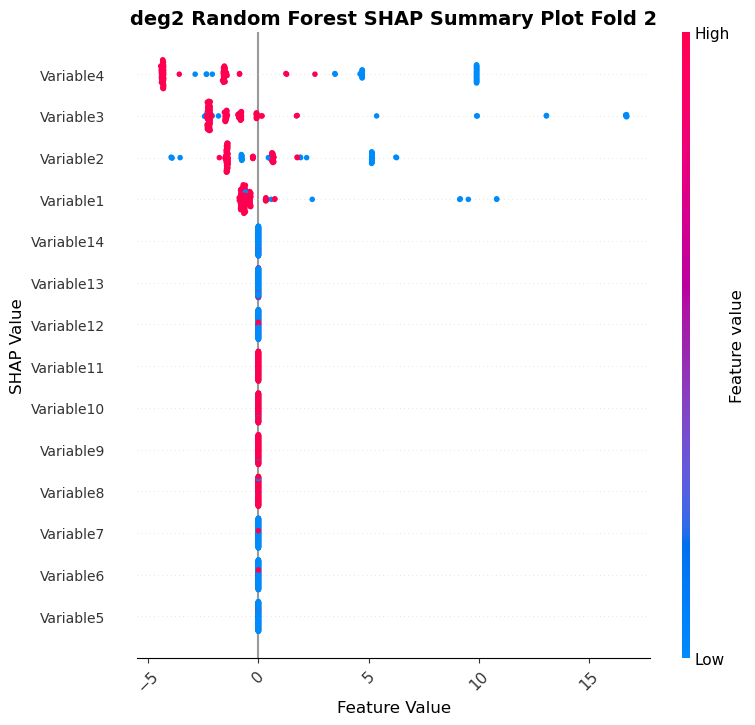 deg2 Random Forest SHAP Summary Plot Fold 2
High
Variable4
Variable3
Variable2
Variable1
Variable14
Variable13
Variable12
Variable11
Variable10
Variable9
Variable8
Variable7
Variable6
Variable5
SHAP Value
Feature value
Low
−5
0
5
10
15
Feature Value